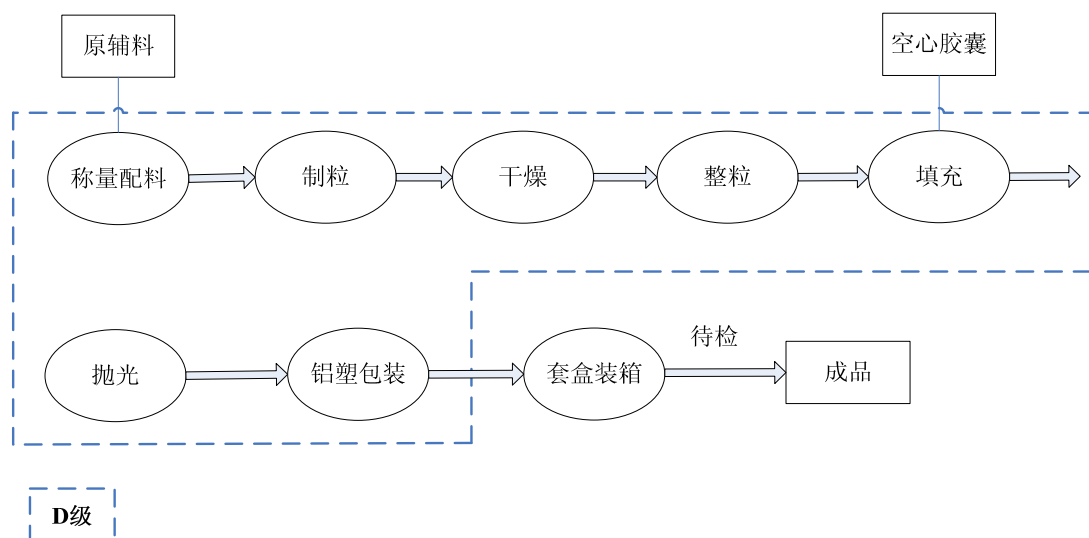 原辅料
空心胶囊
称量配料
制粒
干燥
整粒
填充
抛光
铝塑包装
套盒装箱
待检
成品
D级